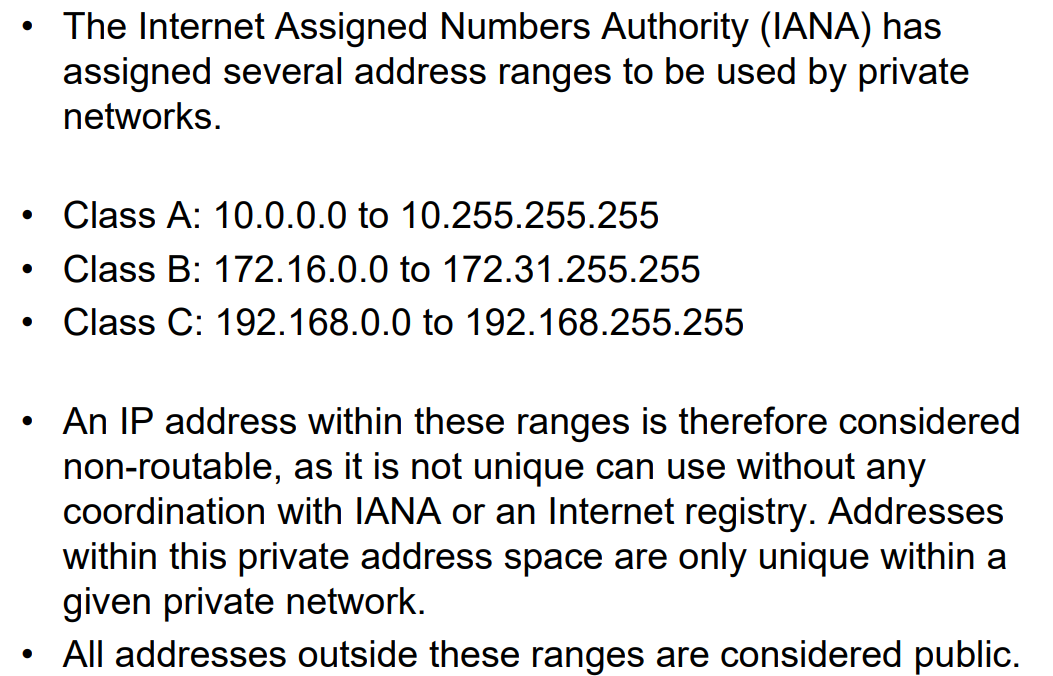 • The Internet Assigned Numbers Authority (IANA) has
assigned several address ranges to be used by private
networks.
• Class A: 10.0.0.0 to 10.255.255.255
• Class B: 172.16.0.0 to 172.31.255.255
• Class C: 192.168.0.0 to 192.168.255.255
• An IP address within these ranges is therefore considered
non-routable, as it is not unique can use without any
coordination with IANA or an Internet registry. Addresses
within this private address space are only unique within a
given private network.
• All addresses outside these ranges are considered public.